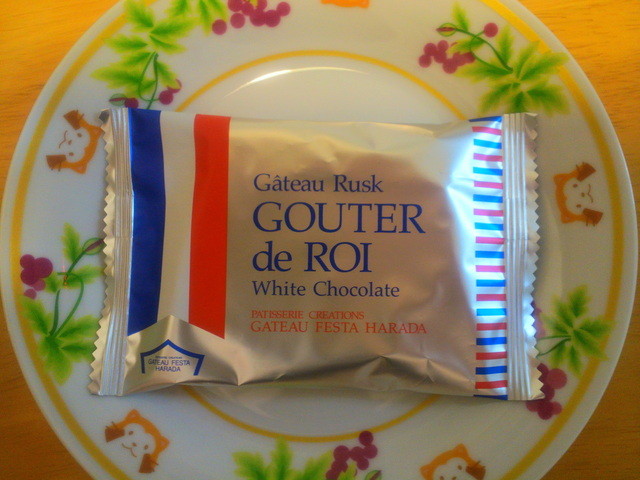 Gâteau Rusk
GOUTER
de ROI
White Chocolate
PATISSERIE CREATIONS
GATEAU FESTA HARADA
GATEAU FESTA
HARADA